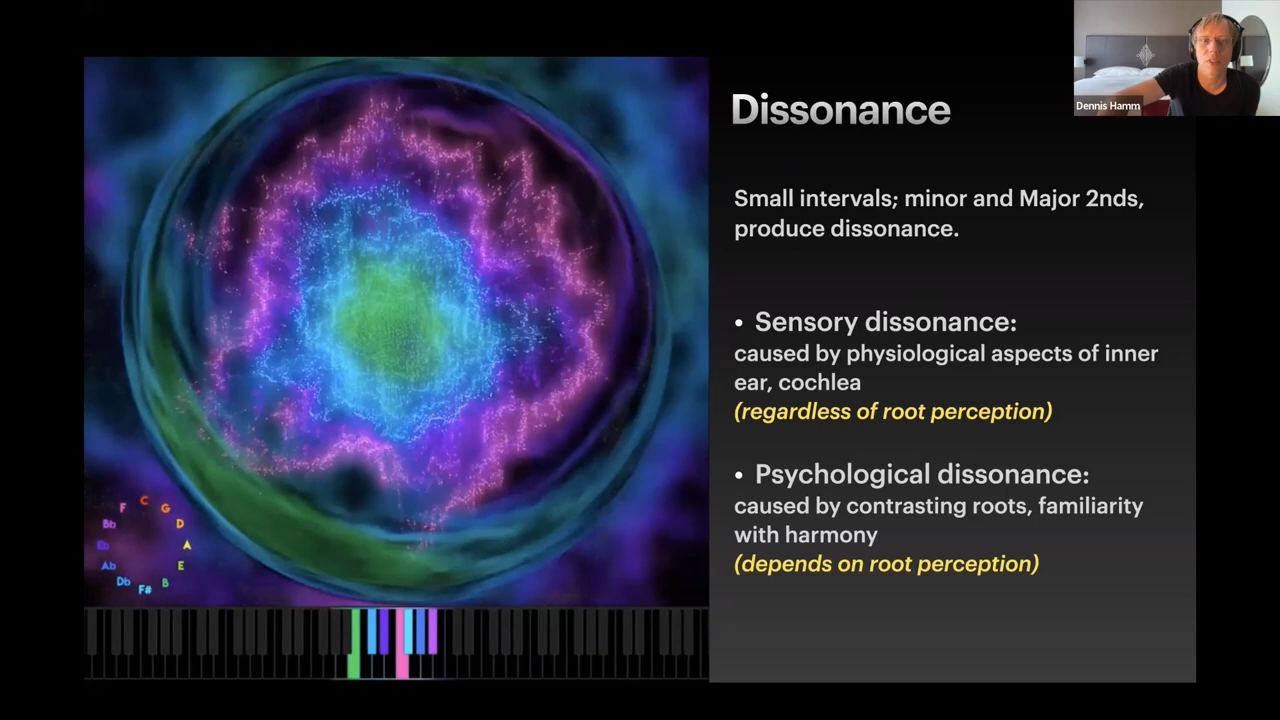 Dissonance
Dennis Hamm
Small intervals; minor and Major 2nds,
produce dissonance.
• Sensory dissonance:
caused by physiological aspects of inner
ear, cochlea
(regardless of root perception)
• Psychological dissonance:
caused by contrasting roots, familiarity
with harmony
(depends on root perception)
C
F
G
Bb
D
Eb
A
Ab
E
Db
B
F#